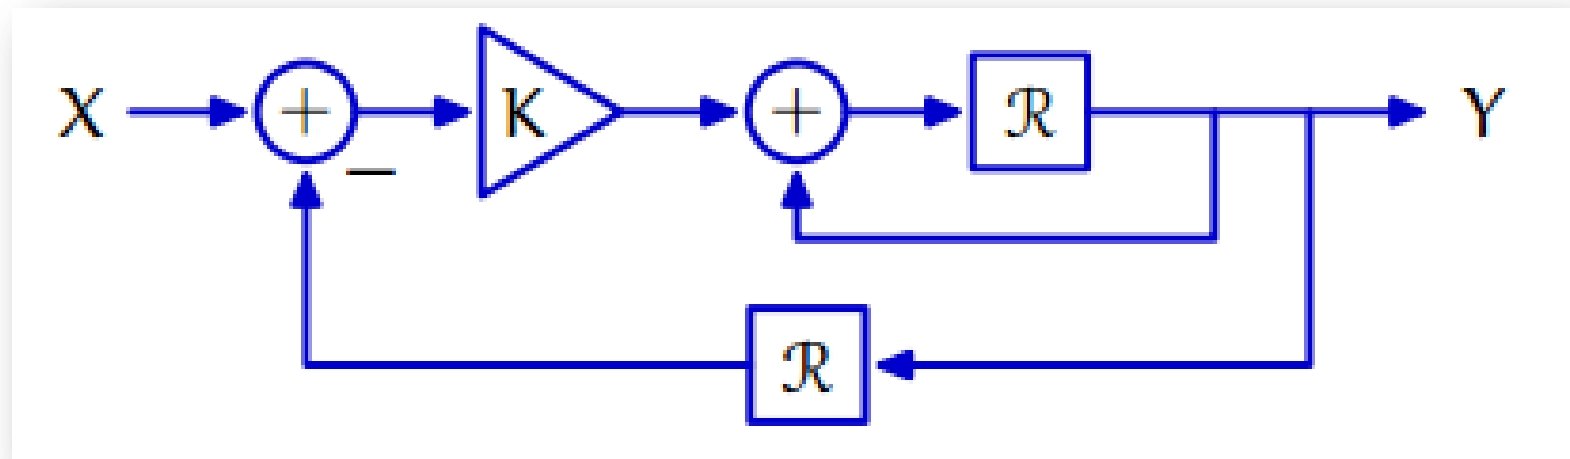 X + K + ℛ Y
−
ℛ